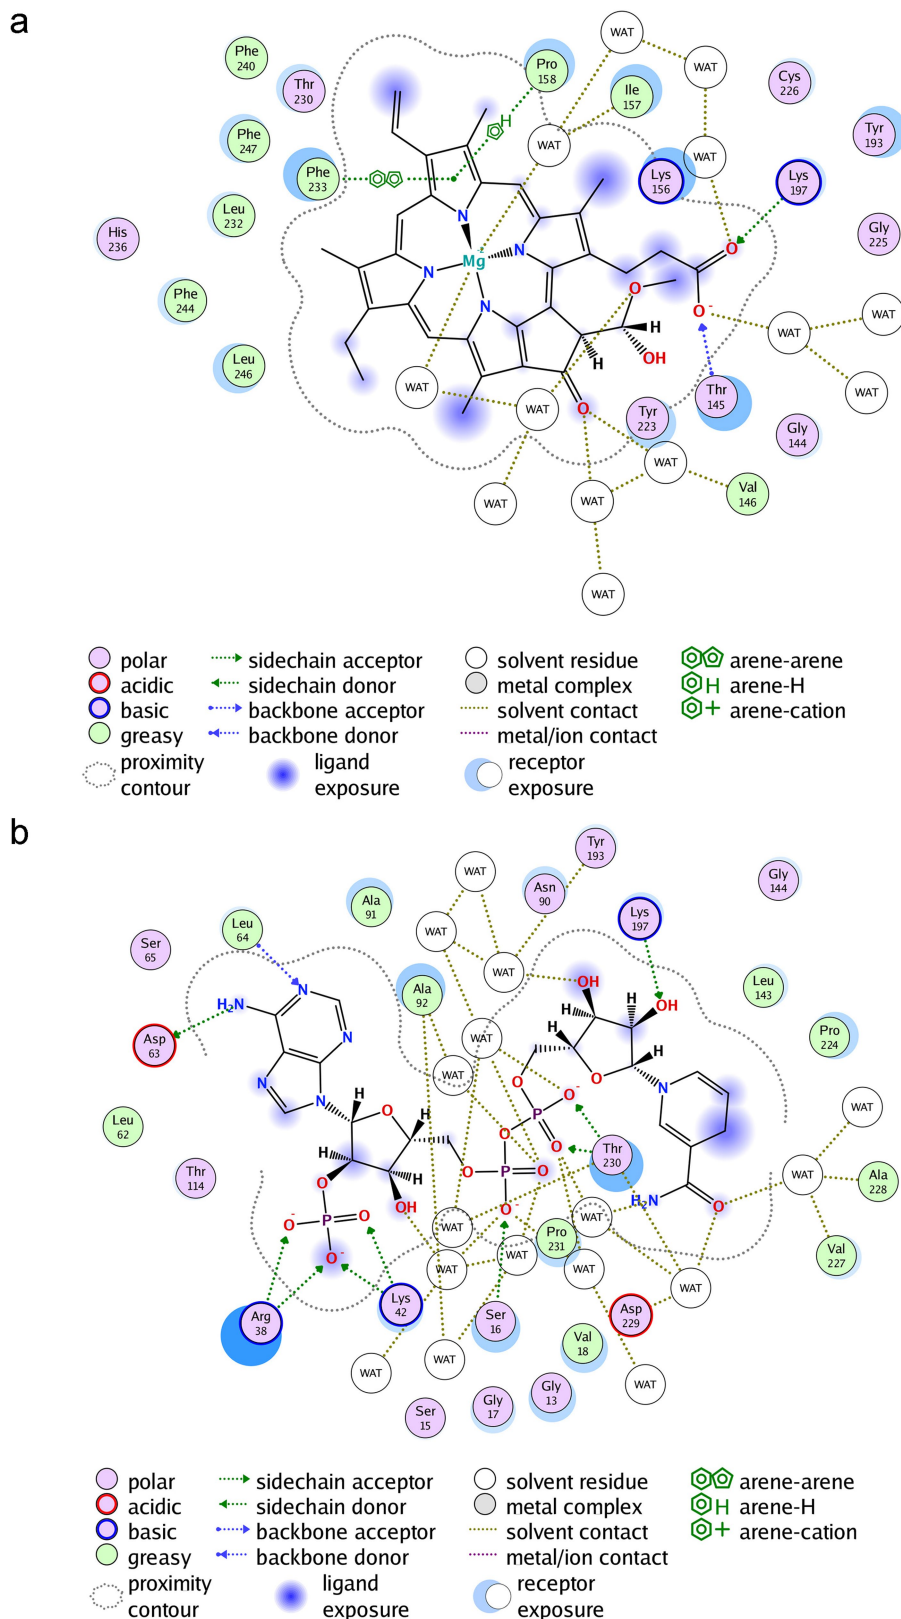 a
Phe
240
Thr
230
Pro
158
WAT
WAT
Ile
157
Cys
226
Phe
247
Phe
233
H
WAT
WAT
Tyr
193
Lys
156
Lys
197
His
236
Leu
232
N
N
N
N
Mg
2-
O
O
-
Gly
225
Phe
244
O
H
H
OH
WAT
WAT
Leu
246
WAT
WAT
O
Tyr
223
Thr
145
WAT
Gly
144
WAT
WAT
WAT
Val
146
WAT
polar
sidechain acceptor
solvent residue
arene-arene
acidic
sidechain donor
metal complex
H arene-H
basic
backbone acceptor
solvent contact
+ arene-cation
greasy
backbone donor
metal/ion contact
proximity
contour
ligand
exposure
receptor
exposure
b
Tyr
193
WAT
Asn
90
Gly
144
Ala
91
Lys
197
Leu
64
WAT
Ser
65
WAT
OH
H
H
OH
Leu
143
H₂N
N
N
N
N
Ala
92
Asp
63
WAT
WAT
O
H
N
Pro
224
O
O
-
P
O
O
Leu
62
H
O
H
H
H
O
P
O
O
-
Thr
230
H₂N
O
WAT
WAT
Ala
228
Thr
114
O
OH
O
-
P
O
O
-
WAT
WAT
Pro
231
WAT
WAT
WAT
WAT
Val
227
Arg
38
Lys
42
Ser
16
Asp
229
Val
18
WAT
WAT
WAT
Ser
15
Gly
17
Gly
13
polar
sidechain acceptor
solvent residue
arene-arene
acidic
sidechain donor
metal complex
H arene-H
basic
backbone acceptor
solvent contact
+ arene-cation
greasy
backbone donor
metal/ion contact
proximity
contour
ligand
exposure
receptor
exposure